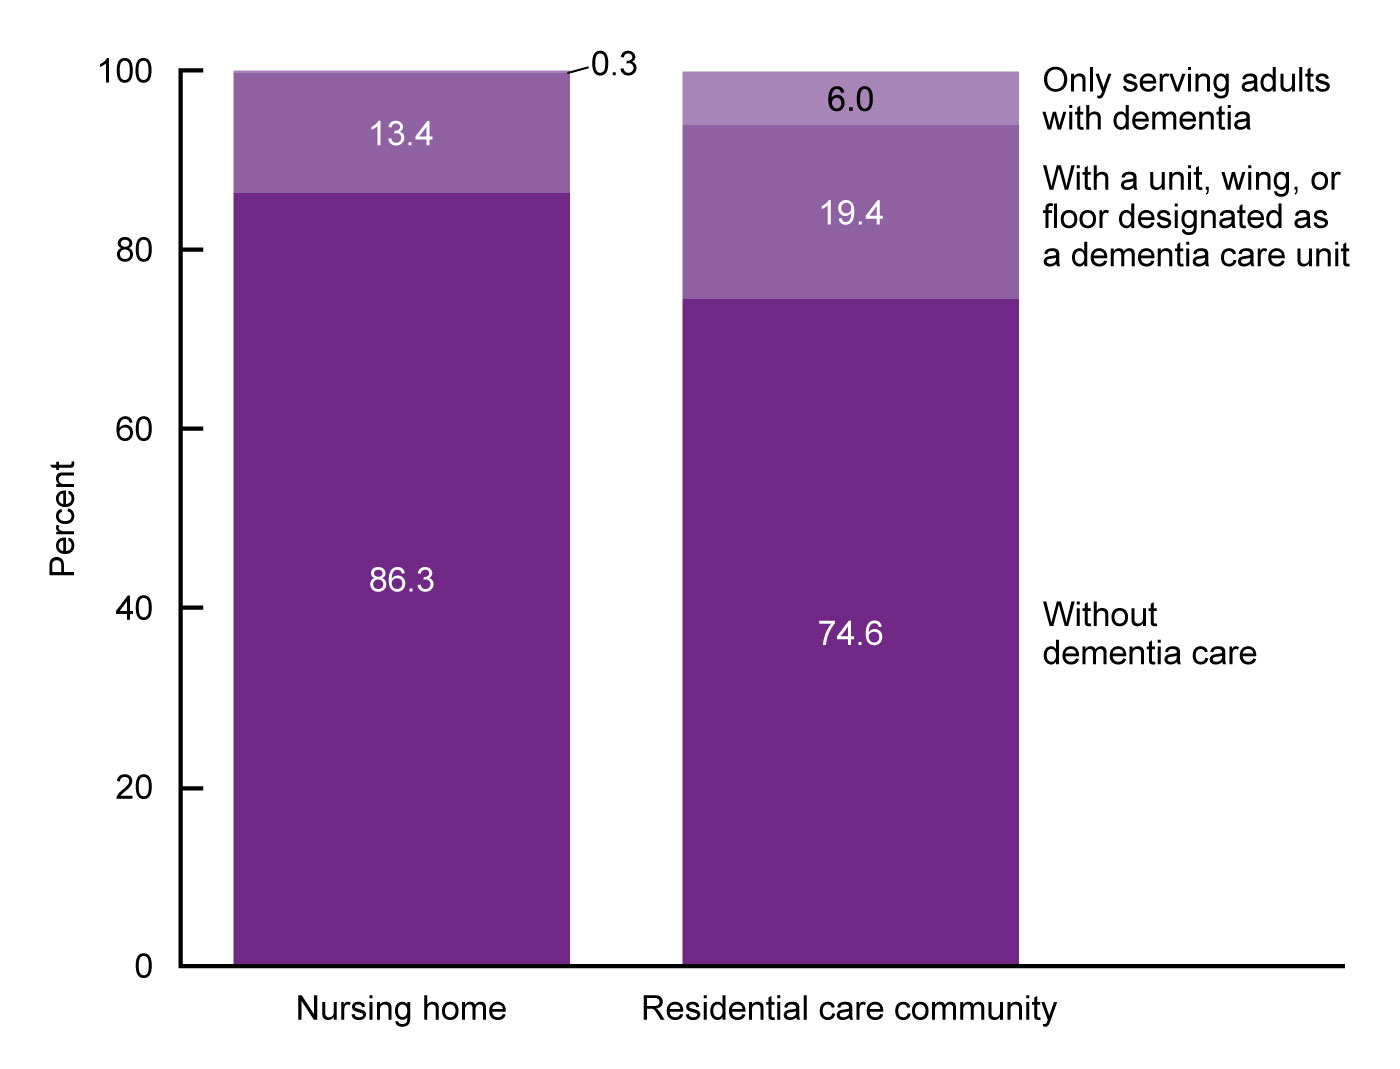 100
0.3
Only serving adults
with dementia
6.0
13.4
With a unit, wing, or
floor designated as
a dementia care unit
19.4
80
60
Percent
86.3
40
Without
dementia care
74.6
20
0
Nursing home
Residential care community